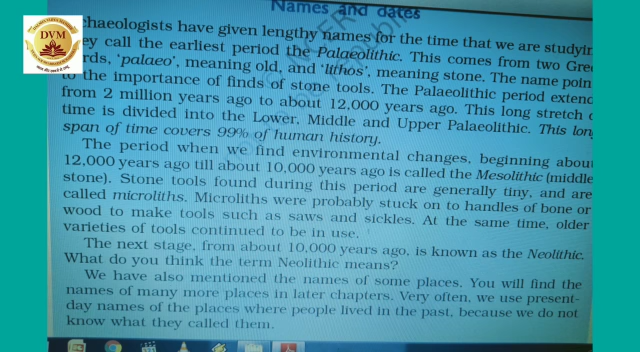 DVM
Names and dates
chaeologists have given lengthy names for the time that we are studyin
ey call the earliest period the Palaeolithic. This comes from two Gree
rds, ‘palaeo’, meaning old, and ‘lithos’, meaning stone. The name poin
to the importance of finds of stone tools. The Palaeolithic period extend
from 2 million years ago to about 12,000 years ago. This long stretch o
time is divided into the Lower, Middle and Upper Palaeolithic. This long
span of time covers 99% of human history.
The period when we find environmental changes, beginning about
12,000 years ago till about 10,000 years ago is called the Mesolithic (middle
stone). Stone tools found during this period are generally tiny, and are
called microliths. Microliths were probably stuck on to handles of bone or
wood to make tools such as saws and sickles. At the same time, older
varieties of tools continued to be in use.
The next stage, from about 10,000 years ago, is known as the Neolithic.
What do you think the term Neolithic means?
We have also mentioned the names of some places. You will find the
names of many more places in later chapters. Very often, we use present-
day names of the places where people lived in the past, because we do not
know what they called them.